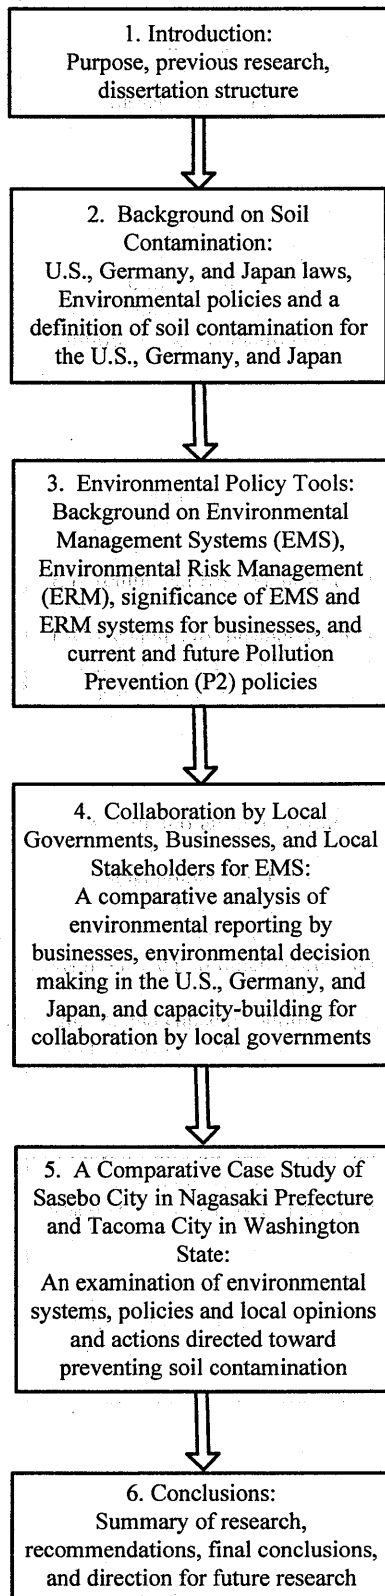 1. Introduction:
Purpose, previous research,
dissertation structure
2. Background on Soil
Contamination:
U.S., Germany, and Japan laws,
Environmental policies and a
definition of soil contamination for
the U.S., Germany, and Japan
3. Environmental Policy Tools:
Background on Environmental
Management Systems (EMS),
Environmental Risk Management
(ERM), significance of EMS and
ERM systems for businesses, and
current and future Pollution
Prevention (P2) policies
4. Collaboration by Local
Governments, Businesses, and Local
Stakeholders for EMS:
A comparative analysis of
environmental reporting by
businesses, environmental decision
making in the U.S., Germany, and
Japan, and capacity-building for
collaboration by local governments
5. A Comparative Case Study of
Sasebo City in Nagasaki Prefecture
and Tacoma City in Washington
State:
An examination of environmental
systems, policies and local opinions
and actions directed toward
preventing soil contamination
6. Conclusions:
Summary of research,
recommendations, final conclusions,
and direction for future research